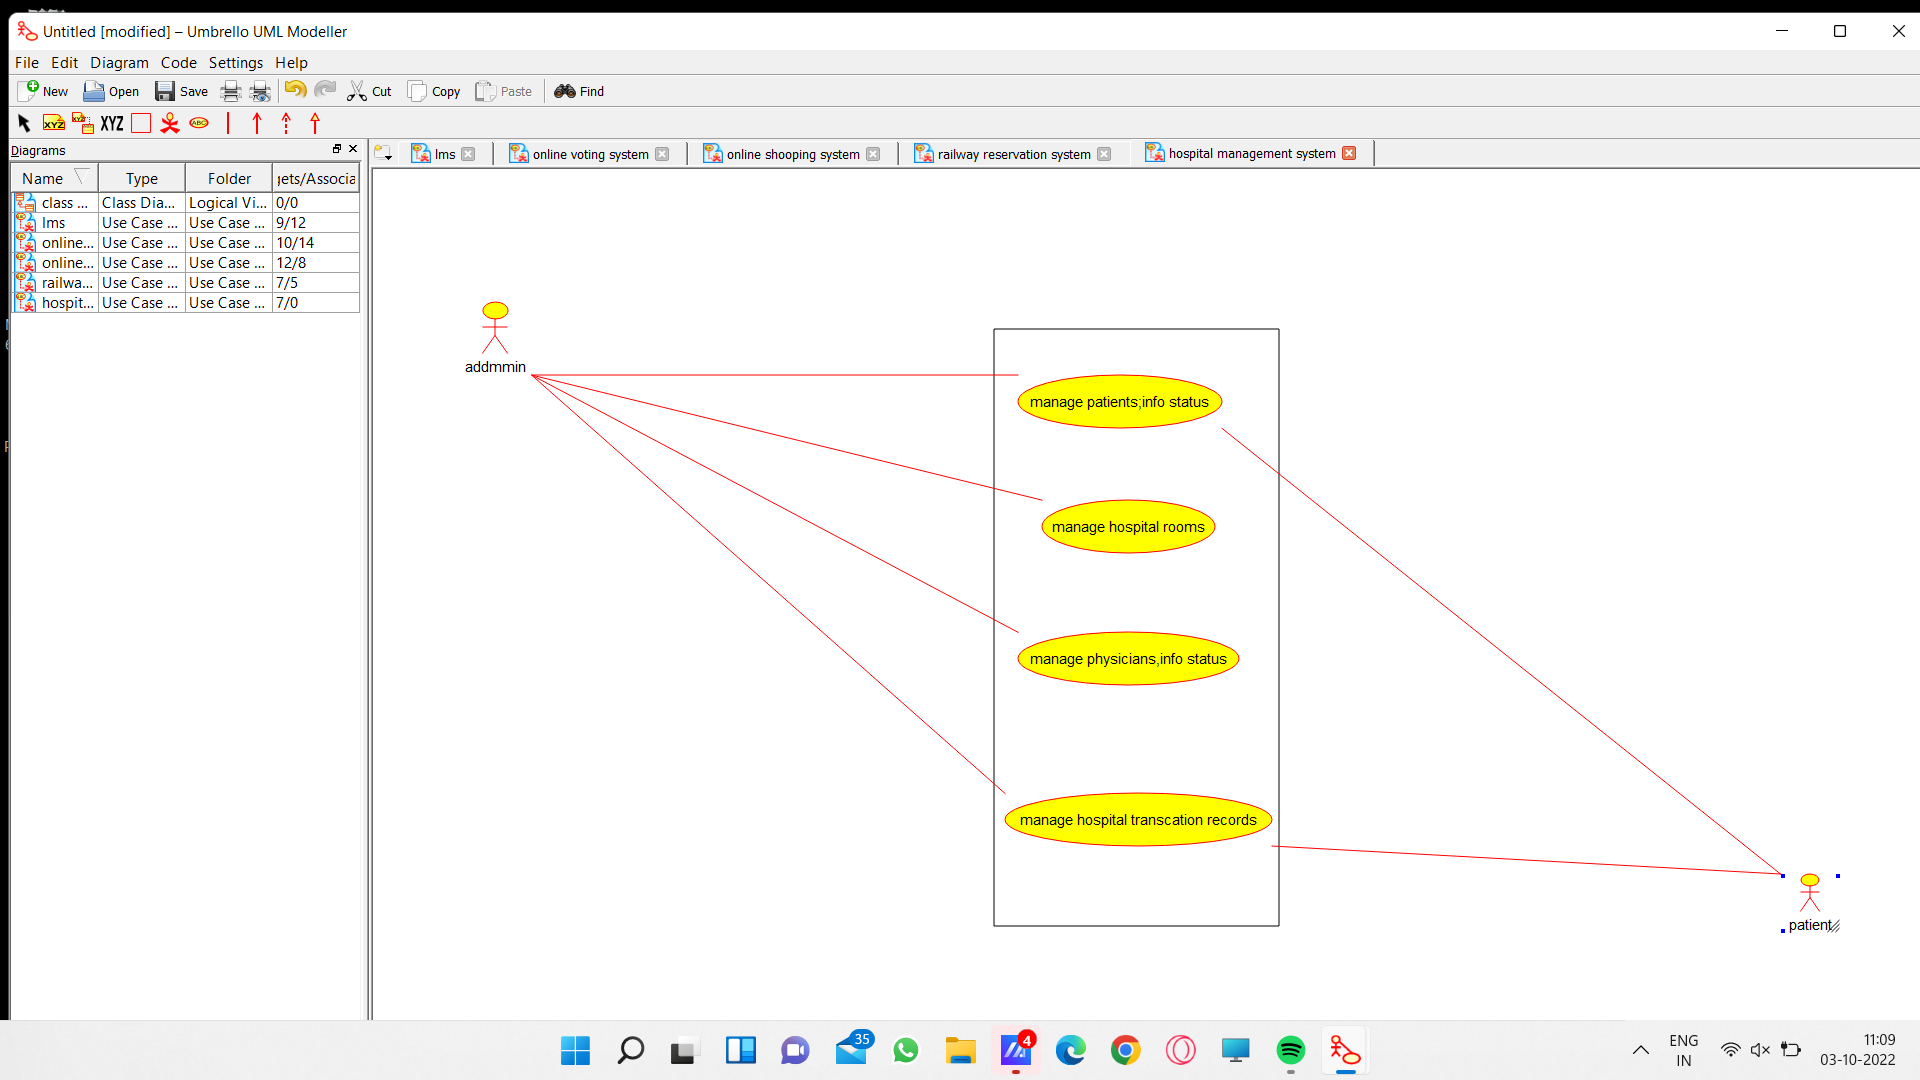 Untitled [modified] – Umbrello UML Modeller
File Edit Diagram Code Settings Help
New Open Save Cut Copy Paste Find
XYZ XYZ ABC
Diagrams
lms online voting system online shooping system railway reservation system hospital management system
Name Type Folder jets/Associa
class ... Class Dia... Logical Vi... 0/0
lms Use Case ... Use Case ... 9/12
online... Use Case ... Use Case ... 10/14
online... Use Case ... Use Case ... 12/8
railwa... Use Case ... Use Case ... 7/5
hospit... Use Case ... Use Case ... 7/0
addmmin
manage patients;info status
manage hospital rooms
manage physicians,info status
manage hospital transcation records
patient
35
4
ENG
IN
11:09
03-10-2022